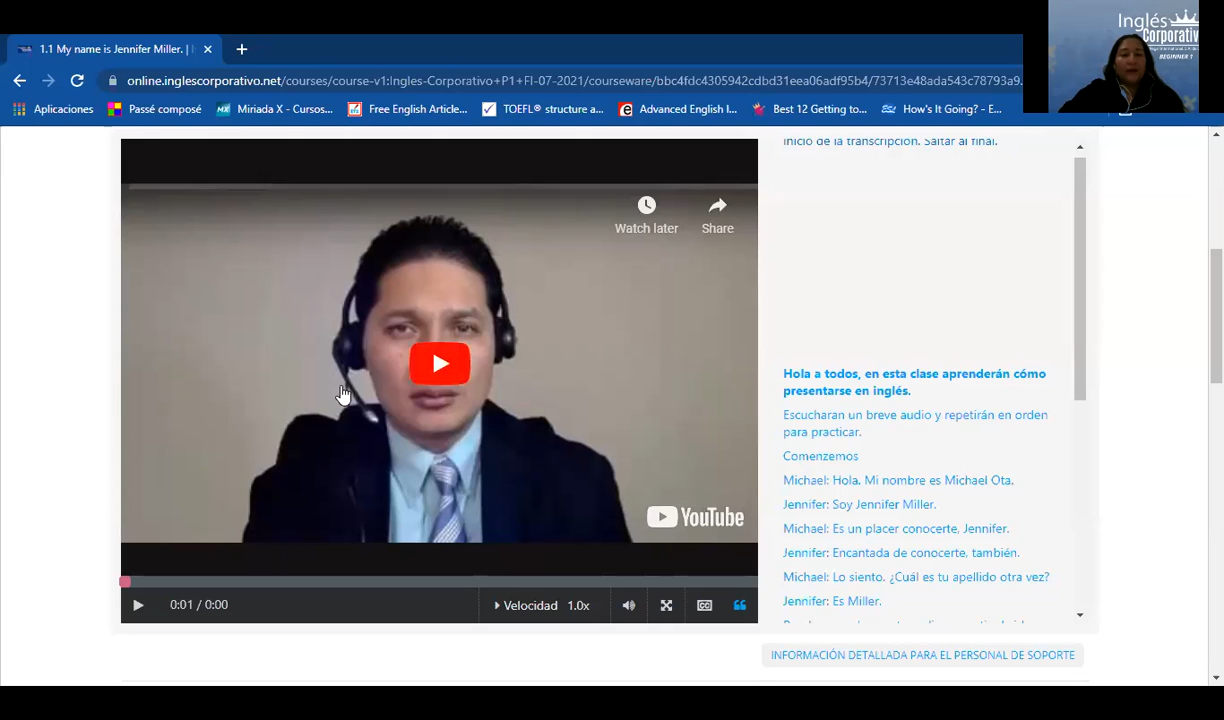 Inglés
Corporativo
BEGINNER 1
1.1 My name is Jennifer Miller. |
online.inglescorporativo.net/courses/course-v1:Ingles-Corporativo+P1+FI-07-2021/courseware/bbc4fdc4305942cdbd31eea06adf95b4/73713e48ada543c78793a9...
Aplicaciones
Passé composé
Miriada X - Cursos...
Free English Article...
TOEFL® structure a...
Advanced English l...
Best 12 Getting to...
How's It Going? – E...
Watch later
Share
YouTube
0:01 / 0:00
Velocidad 1.0x
CC
Inicio de la transcripción. Saltar al final.
Hola a todos, en esta clase aprenderán cómo
presentarse en inglés.
Escucharan un breve audio y repetirán en orden
para practicar.
Comenzemos
Michael: Hola. Mi nombre es Michael Ota.
Jennifer: Soy Jennifer Miller.
Michael: Es un placer conocerte, Jennifer.
Jennifer: Encantada de conocerte, también.
Michael: Lo siento. ¿Cuál es tu apellido otra vez?
Jennifer: Es Miller.
INFORMACIÓN DETALLADA PARA EL PERSONAL DE SOPORTE